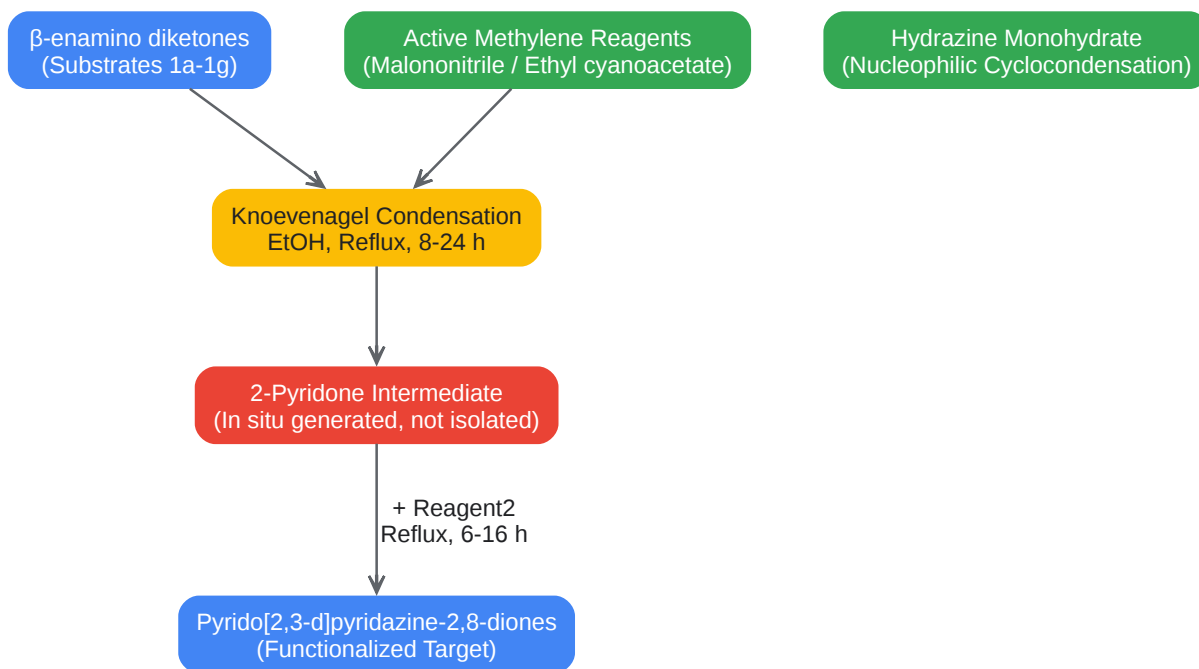 β-enamino diketones
(Substrates 1a-1g)
Active Methylene Reagents
(Malononitrile / Ethyl cyanoacetate)
Hydrazine Monohydrate
(Nucleophilic Cyclocondensation)
Knoevenagel Condensation
EtOH, Reflux, 8-24 h
2-Pyridone Intermediate
(In situ generated, not isolated)
+ Reagent2
Reflux, 6-16 h
Pyrido[2,3-d]pyridazine-2,8-diones
(Functionalized Target)